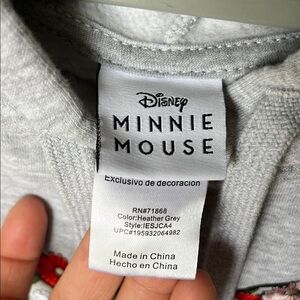 Disney
MINNIE
MOUSE
Exclusivo de decoración
RN#71868
Color:Heather Grey
Style:IESJCA4
UPC#195932064982
Made in China
Hecho en China